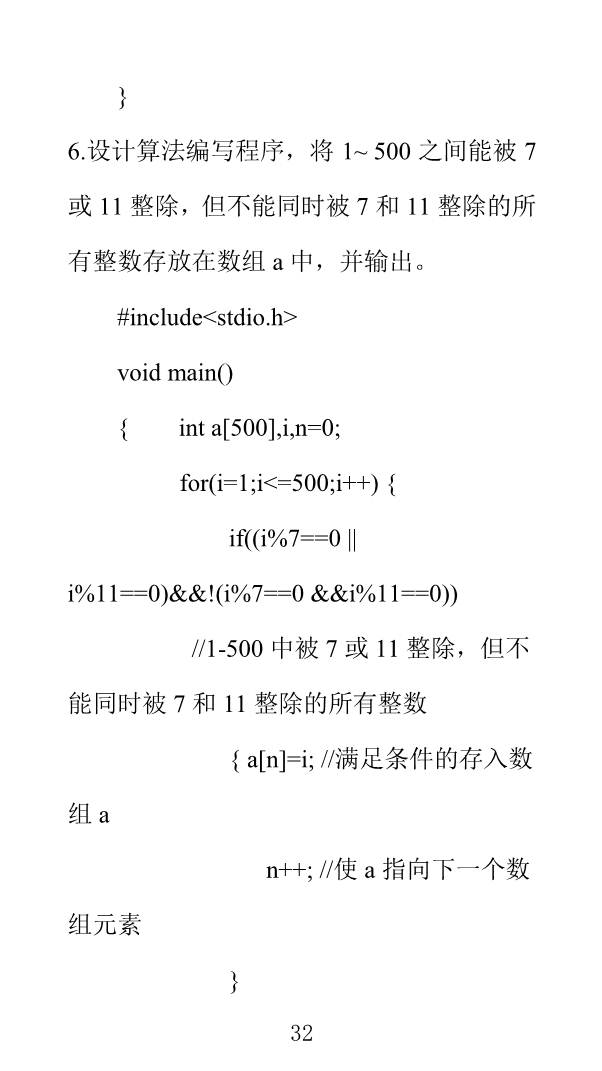 }
6.设计算法编写程序，将 1~ 500 之间能被 7
或 11 整除，但不能同时被 7 和 11 整除的所
有整数存放在数组 a 中，并输出。
#include<stdio.h>
void main()
{ int a[500],i,n=0;
for(i=1;i<=500;i++) {
if((i%7==0 ||
i%11==0)&&!(i%7==0 &&i%11==0))
//1-500 中被 7 或 11 整除，但不
能同时被 7 和 11 整除的所有整数
{ a[n]=i; //满足条件的存入数
组 a
n++; //使 a 指向下一个数
组元素
}
32